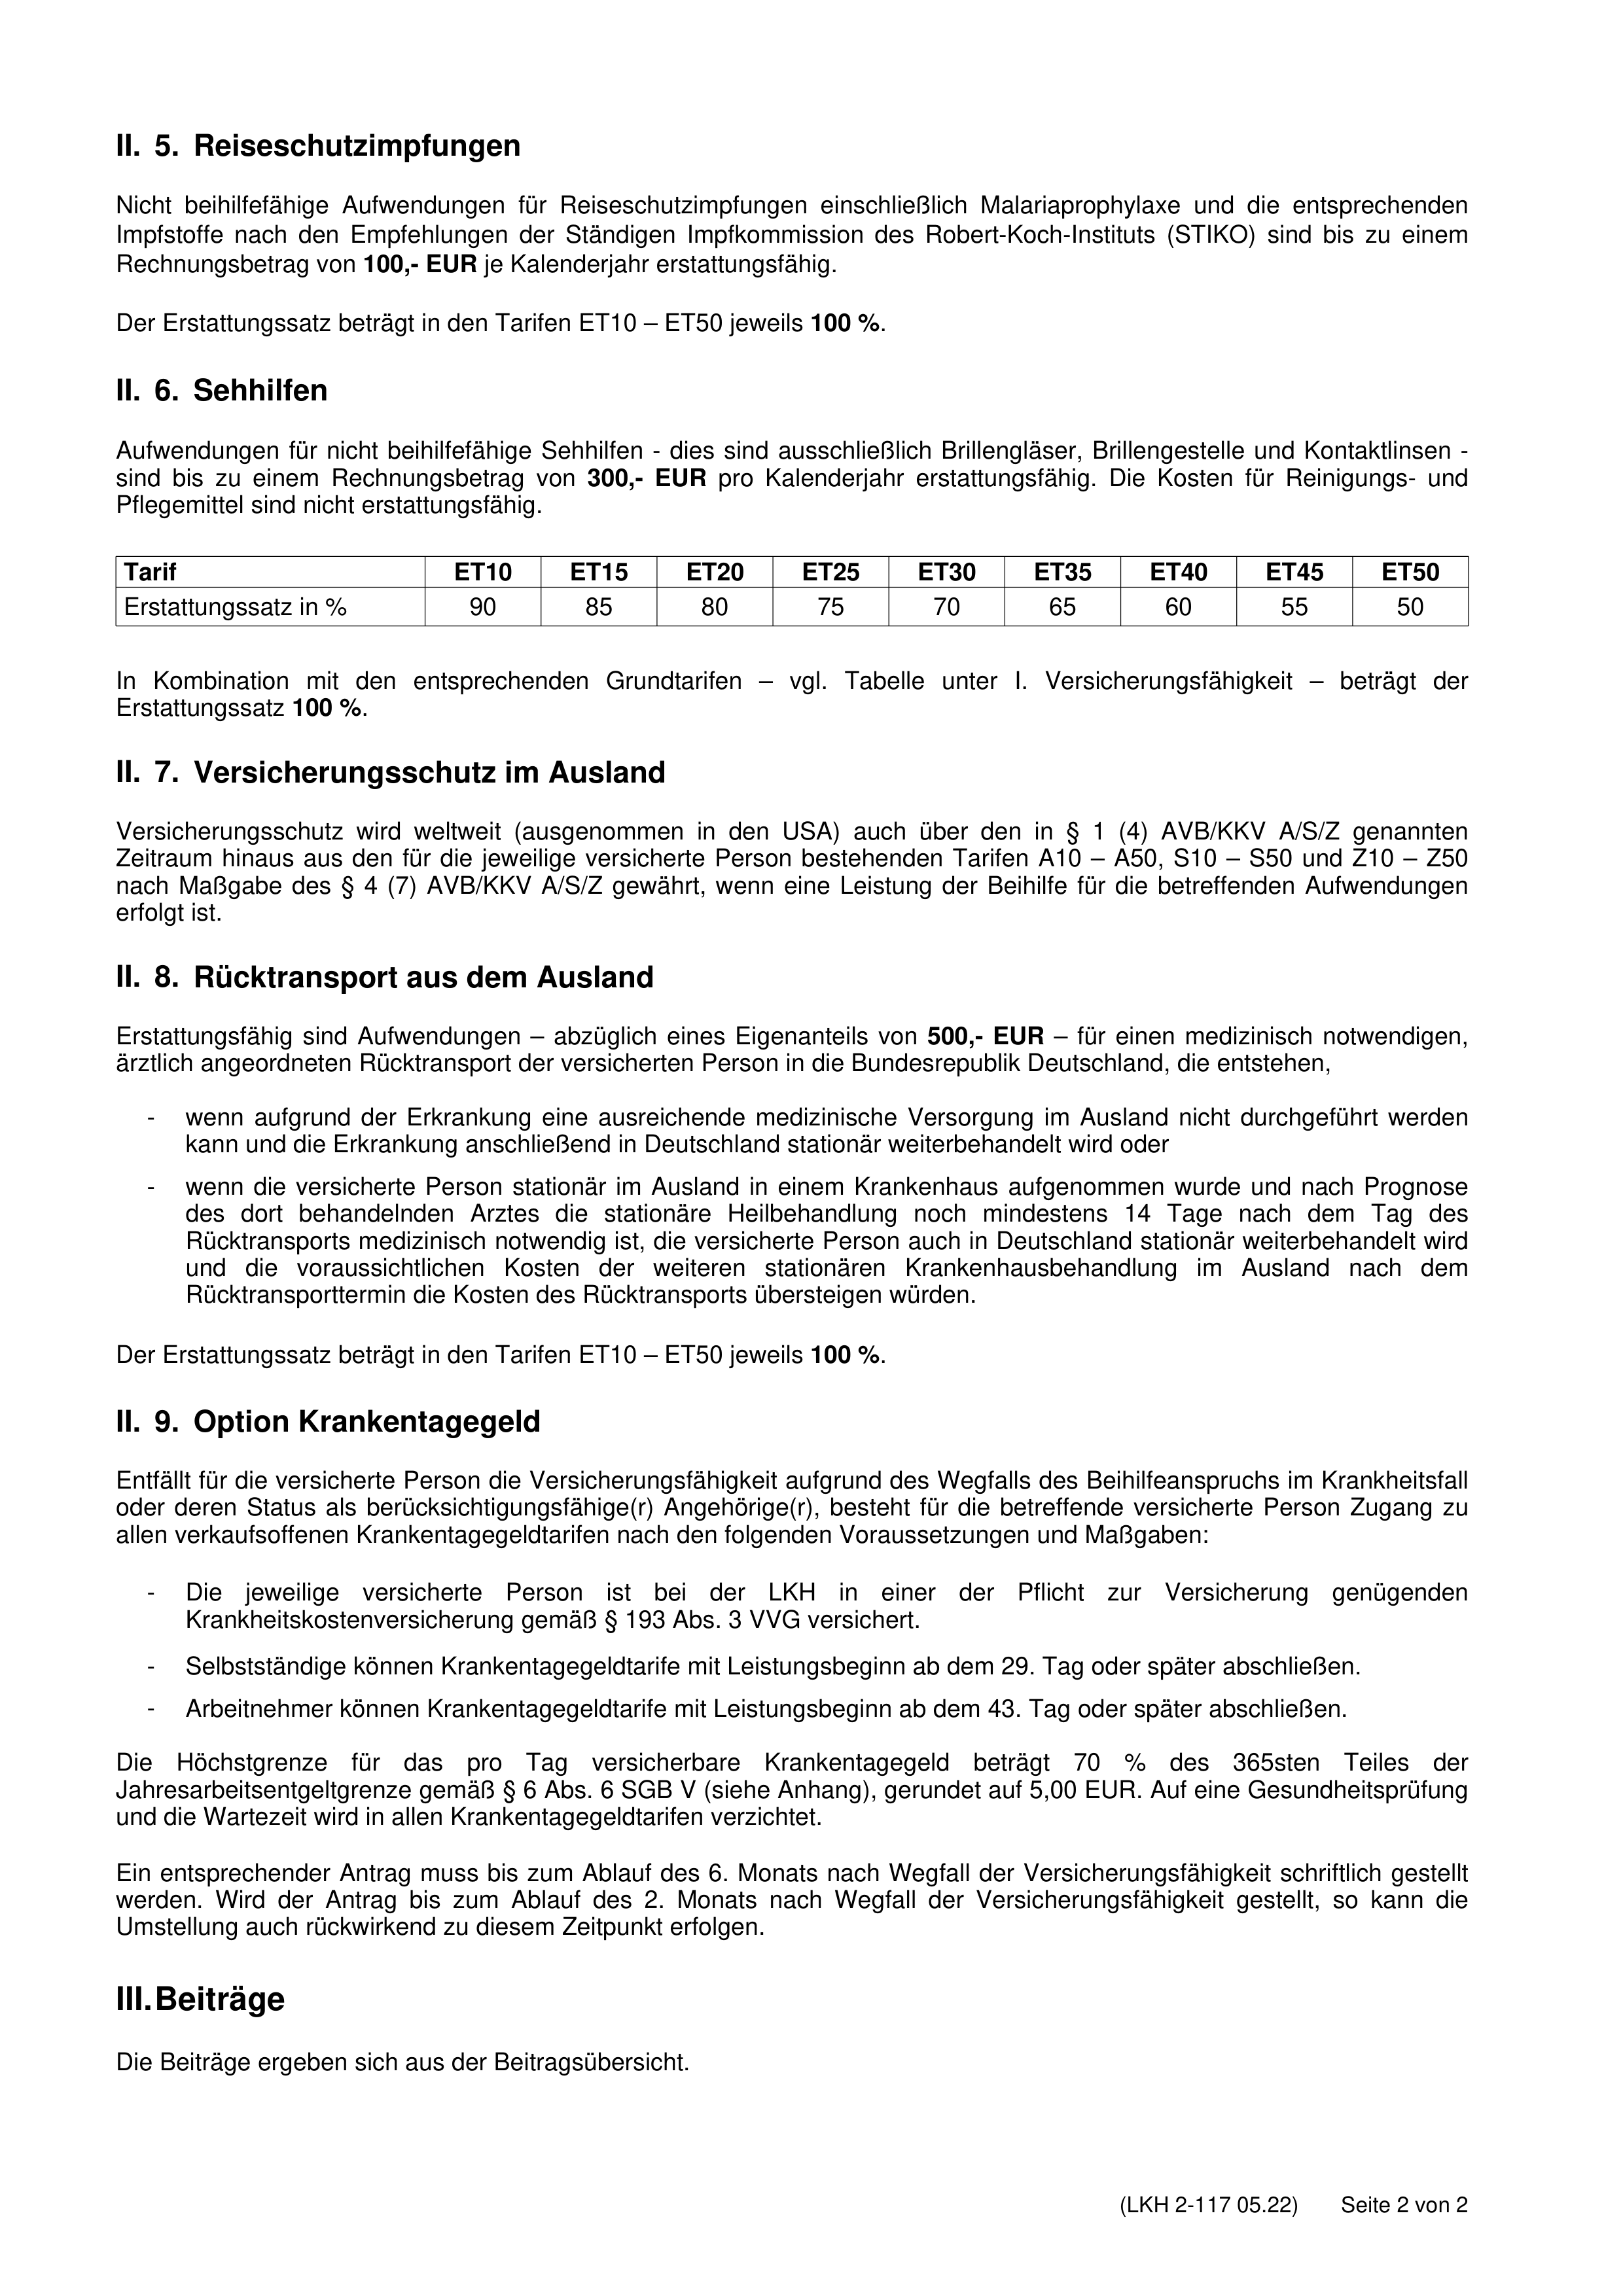 II. 5. Reiseschutzimpfungen
Nicht beihilfefähige Aufwendungen für Reiseschutzimpfungen einschließlich Malariaprophylaxe und die entsprechenden
Impfstoffe nach den Empfehlungen der Ständigen Impfkommission des Robert-Koch-Instituts (STIKO) sind bis zu einem
Rechnungsbetrag von 100,- EUR je Kalenderjahr erstattungsfähig.
Der Erstattungssatz beträgt in den Tarifen ET10 – ET50 jeweils 100 %.
II. 6. Sehhilfen
Aufwendungen für nicht beihilfefähige Sehhilfen - dies sind ausschließlich Brillengläser, Brillengestelle und Kontaktlinsen -
sind bis zu einem Rechnungsbetrag von 300,- EUR pro Kalenderjahr erstattungsfähig. Die Kosten für Reinigungs- und
Pflegemittel sind nicht erstattungsfähig.
Tarif ET10 ET15 ET20 ET25 ET30 ET35 ET40 ET45 ET50
Erstattungssatz in % 90 85 80 75 70 65 60 55 50
In Kombination mit den entsprechenden Grundtarifen – vgl. Tabelle unter I. Versicherungsfähigkeit – beträgt der
Erstattungssatz 100 %.
II. 7. Versicherungsschutz im Ausland
Versicherungsschutz wird weltweit (ausgenommen in den USA) auch über den in § 1 (4) AVB/KKV A/S/Z genannten
Zeitraum hinaus aus den für die jeweilige versicherte Person bestehenden Tarifen A10 – A50, S10 – S50 und Z10 – Z50
nach Maßgabe des § 4 (7) AVB/KKV A/S/Z gewährt, wenn eine Leistung der Beihilfe für die betreffenden Aufwendungen
erfolgt ist.
II. 8. Rücktransport aus dem Ausland
Erstattungsfähig sind Aufwendungen – abzüglich eines Eigenanteils von 500,- EUR – für einen medizinisch notwendigen,
ärztlich angeordneten Rücktransport der versicherten Person in die Bundesrepublik Deutschland, die entstehen,
- wenn aufgrund der Erkrankung eine ausreichende medizinische Versorgung im Ausland nicht durchgeführt werden
kann und die Erkrankung anschließend in Deutschland stationär weiterbehandelt wird oder
- wenn die versicherte Person stationär im Ausland in einem Krankenhaus aufgenommen wurde und nach Prognose
des dort behandelnden Arztes die stationäre Heilbehandlung noch mindestens 14 Tage nach dem Tag des
Rücktransports medizinisch notwendig ist, die versicherte Person auch in Deutschland stationär weiterbehandelt wird
und die voraussichtlichen Kosten der weiteren stationären Krankenhausbehandlung im Ausland nach dem
Rücktransporttermin die Kosten des Rücktransports übersteigen würden.
Der Erstattungssatz beträgt in den Tarifen ET10 – ET50 jeweils 100 %.
II. 9. Option Krankentagegeld
Entfällt für die versicherte Person die Versicherungsfähigkeit aufgrund des Wegfalls des Beihilfeanspruchs im Krankheitsfall
oder deren Status als berücksichtigungsfähige(r) Angehörige(r), besteht für die betreffende versicherte Person Zugang zu
allen verkaufsoffenen Krankentagegeldtarifen nach den folgenden Voraussetzungen und Maßgaben:
- Die jeweilige versicherte Person ist bei der LKH in einer der Pflicht zur Versicherung genügenden
Krankheitskostenversicherung gemäß § 193 Abs. 3 VVG versichert.
- Selbstständige können Krankentagegeldtarife mit Leistungsbeginn ab dem 29. Tag oder später abschließen.
- Arbeitnehmer können Krankentagegeldtarife mit Leistungsbeginn ab dem 43. Tag oder später abschließen.
Die Höchstgrenze für das pro Tag versicherbare Krankentagegeld beträgt 70 % des 365sten Teiles der
Jahresarbeitsentgeltgrenze gemäß § 6 Abs. 6 SGB V (siehe Anhang), gerundet auf 5,00 EUR. Auf eine Gesundheitsprüfung
und die Wartezeit wird in allen Krankentagegeldtarifen verzichtet.
Ein entsprechender Antrag muss bis zum Ablauf des 6. Monats nach Wegfall der Versicherungsfähigkeit schriftlich gestellt
werden. Wird der Antrag bis zum Ablauf des 2. Monats nach Wegfall der Versicherungsfähigkeit gestellt, so kann die
Umstellung auch rückwirkend zu diesem Zeitpunkt erfolgen.
III. Beiträge
Die Beiträge ergeben sich aus der Beitragsübersicht.
(LKH 2-117 05.22) Seite 2 von 2